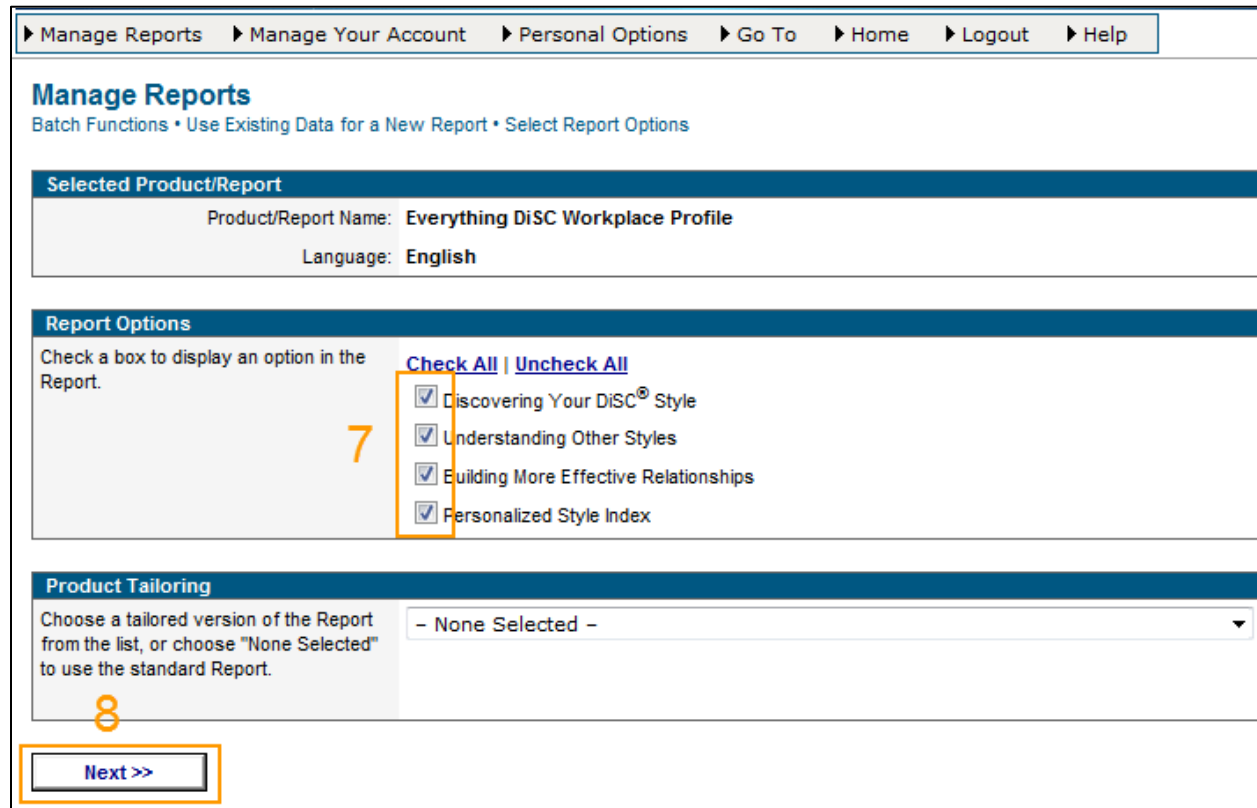 Manage Reports Manage Your Account Personal Options Go To Home Logout Help
Manage Reports
Batch Functions • Use Existing Data for a New Report • Select Report Options
Selected Product/Report
Product/Report Name: Everything DiSC Workplace Profile
Language: English
Report Options
Check a box to display an option in the
Report.
Check All | Uncheck All
7
Discovering Your DiSC® Style
Understanding Other Styles
Building More Effective Relationships
Personalized Style Index
Product Tailoring
Choose a tailored version of the Report
from the list, or choose "None Selected"
to use the standard Report.
– None Selected –
8
Next >>